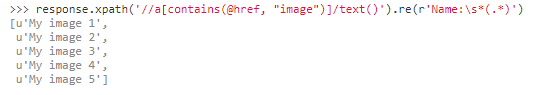 >>> response.xpath('//a[contains(@href, "image")]/text()').re(r'Name:\s*(.*)')
[u'My image 1',
 u'My image 2',
 u'My image 3',
 u'My image 4',
 u'My image 5']